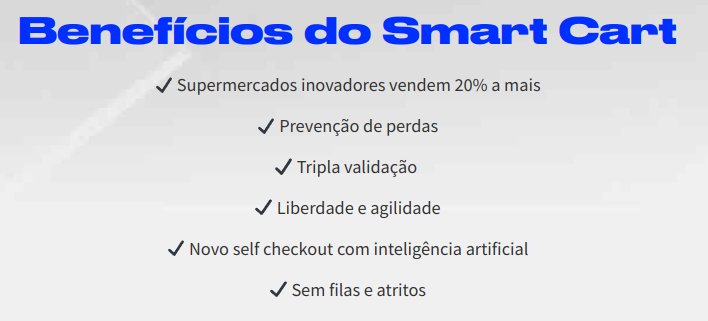 Benefícios do Smart Cart
✓ Supermercados inovadores vendem 20% a mais
✓ Prevenção de perdas
✓ Tripla validação
✓ Liberdade e agilidade
✓ Novo self checkout com inteligência artificial
✓ Sem filas e atritos